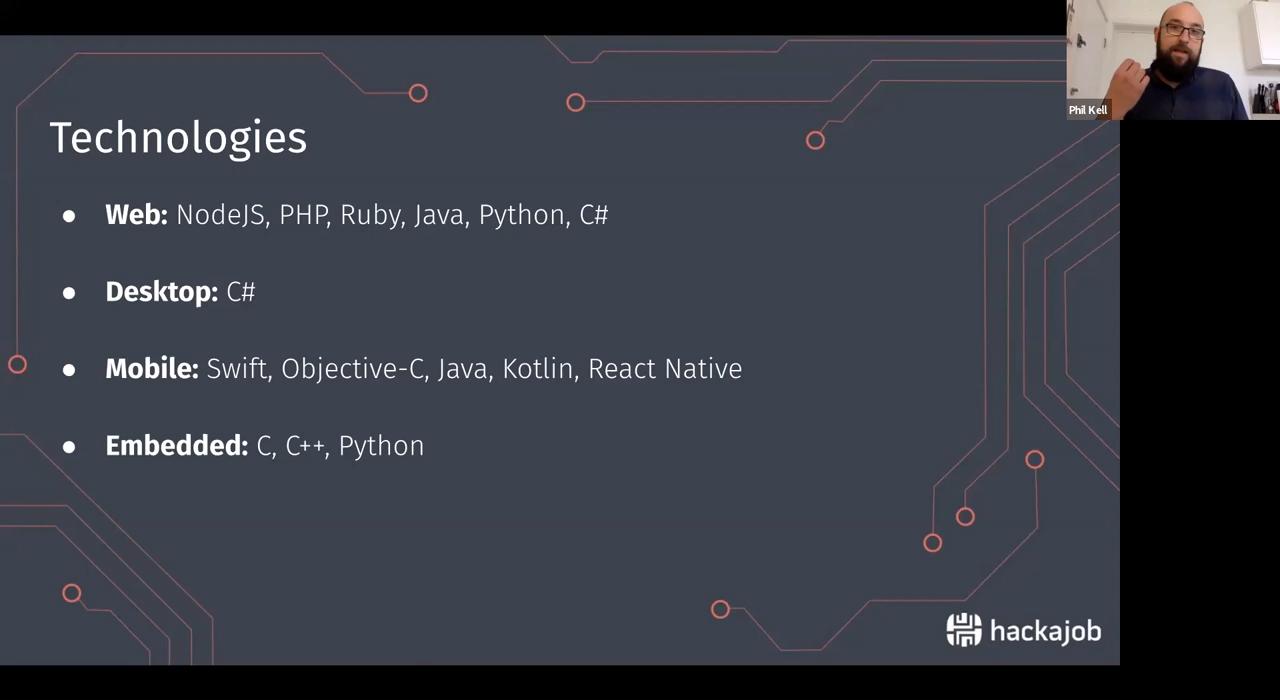 Phil Kell
Technologies
● Web: NodeJS, PHP, Ruby, Java, Python, C#
● Desktop: C#
● Mobile: Swift, Objective-C, Java, Kotlin, React Native
● Embedded: C, C++, Python
hackajob